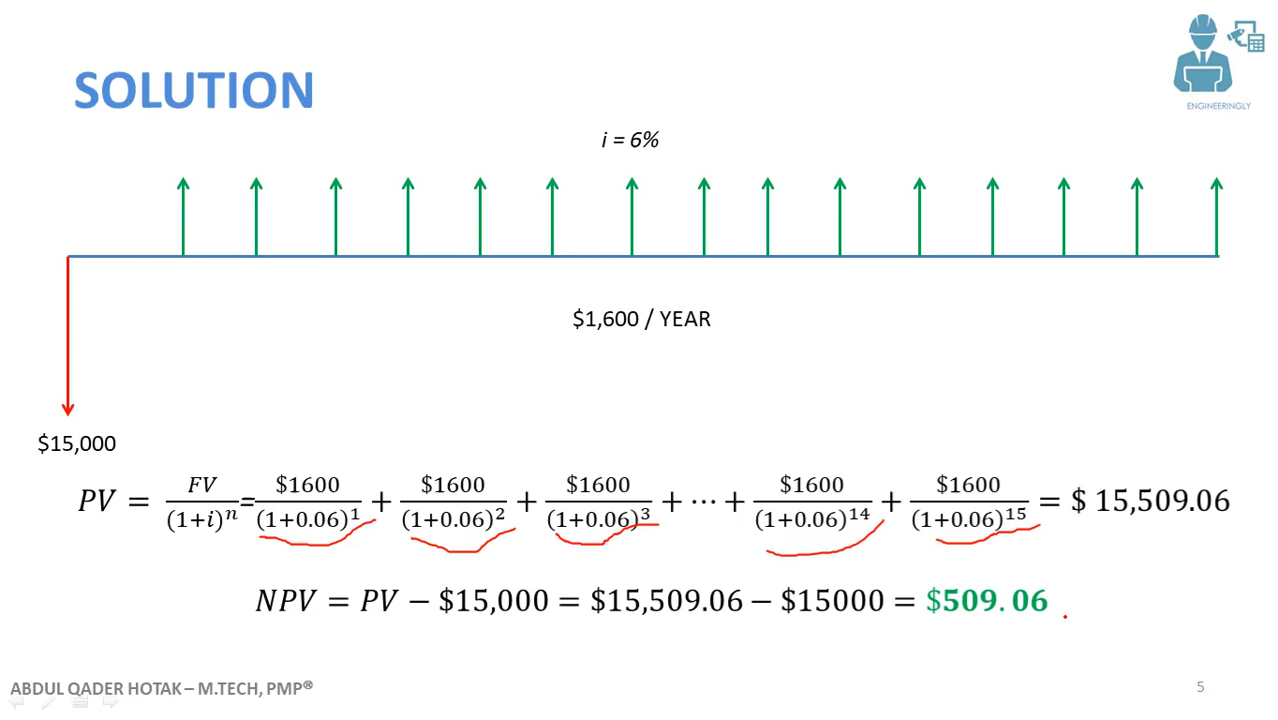 ENGINEERINGLY
SOLUTION
i = 6%
$1,600 / YEAR
$15,000
PV = FV/(1+i)^n = $1600/(1+0.06)^1 + $1600/(1+0.06)^2 + $1600/(1+0.06)^3 + ⋯ + $1600/(1+0.06)^14 + $1600/(1+0.06)^15 = $ 15,509.06
NPV = PV − $15,000 = $15,509.06 − $15000 = $509.06
ABDUL QADER HOTAK – M.TECH, PMP®
5